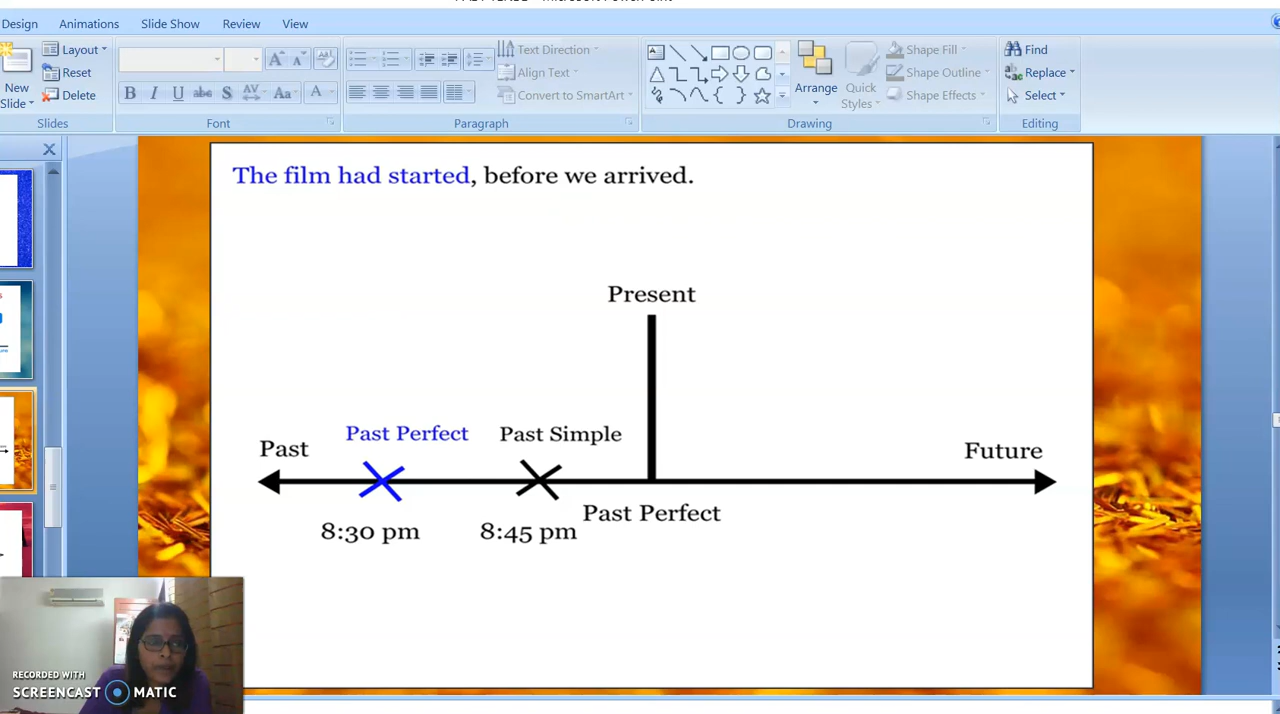 Design Animations Slide Show Review View
Layout Text Direction Shape Fill Find
Reset Align Text Shape Outline Replace
New Slide Delete B I U abc S AV Aa A Convert to SmartArt Arrange Quick Styles Shape Effects Select
Slides Font Paragraph Drawing Editing
The film had started, before we arrived.
Present
Past Perfect Past Simple
Past Future
Past Perfect
8:30 pm 8:45 pm
RECORDED WITH
SCREENCAST MATIC